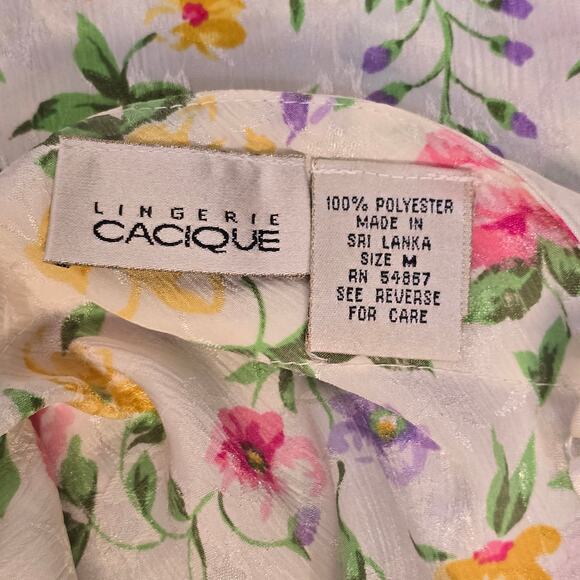 LINGERIE
CACIQUE
100% POLYESTER
MADE IN
SRI LANKA
SIZE M
RN 54867
SEE REVERSE
FOR CARE